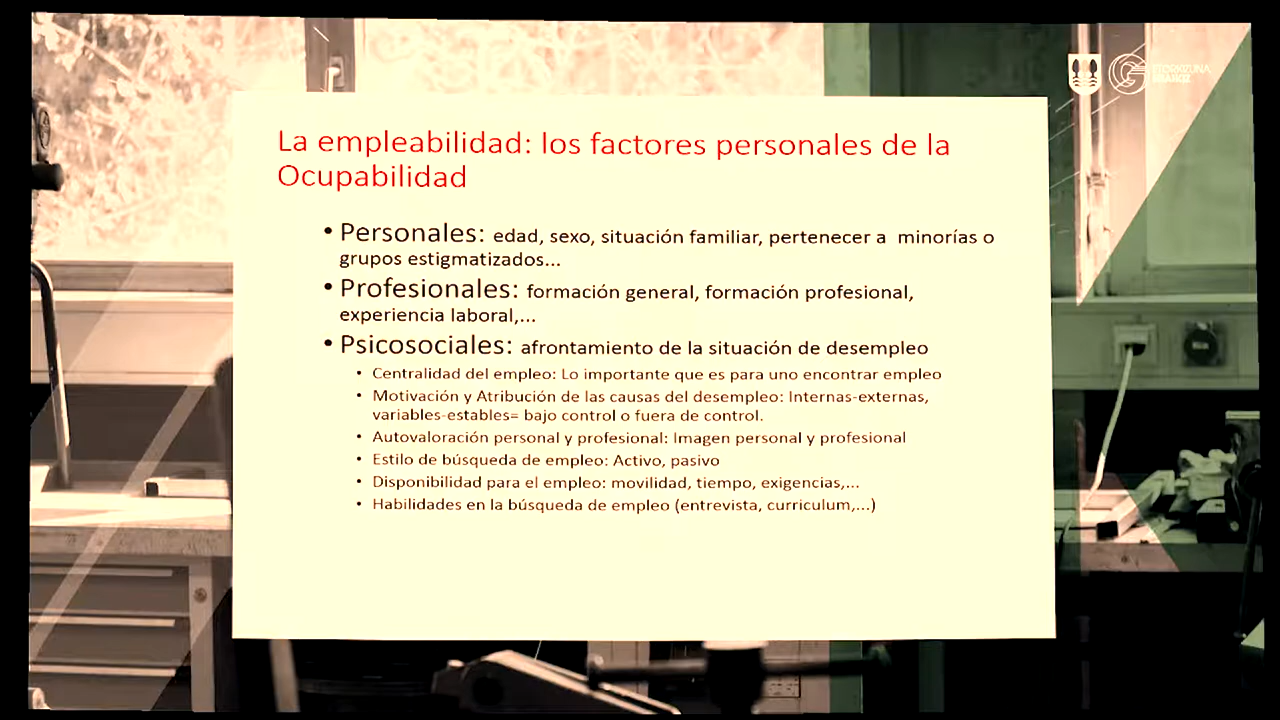 La empleabilidad: los factores personales de la
Ocupabilidad
• Personales: edad, sexo, situación familiar, pertenecer a minorías o
grupos estigmatizados...
• Profesionales: formación general, formación profesional,
experiencia laboral,...
• Psicosociales: afrontamiento de la situación de desempleo
• Centralidad del empleo: Lo importante que es para uno encontrar empleo
• Motivación y Atribución de las causas del desempleo: Internas-externas,
variables-estables= bajo control o fuera de control.
• Autovaloración personal y profesional: Imagen personal y profesional
• Estilo de búsqueda de empleo: Activo, pasivo
• Disponibilidad para el empleo: movilidad, tiempo, exigencias,...
• Habilidades en la búsqueda de empleo (entrevista, curriculum,...)